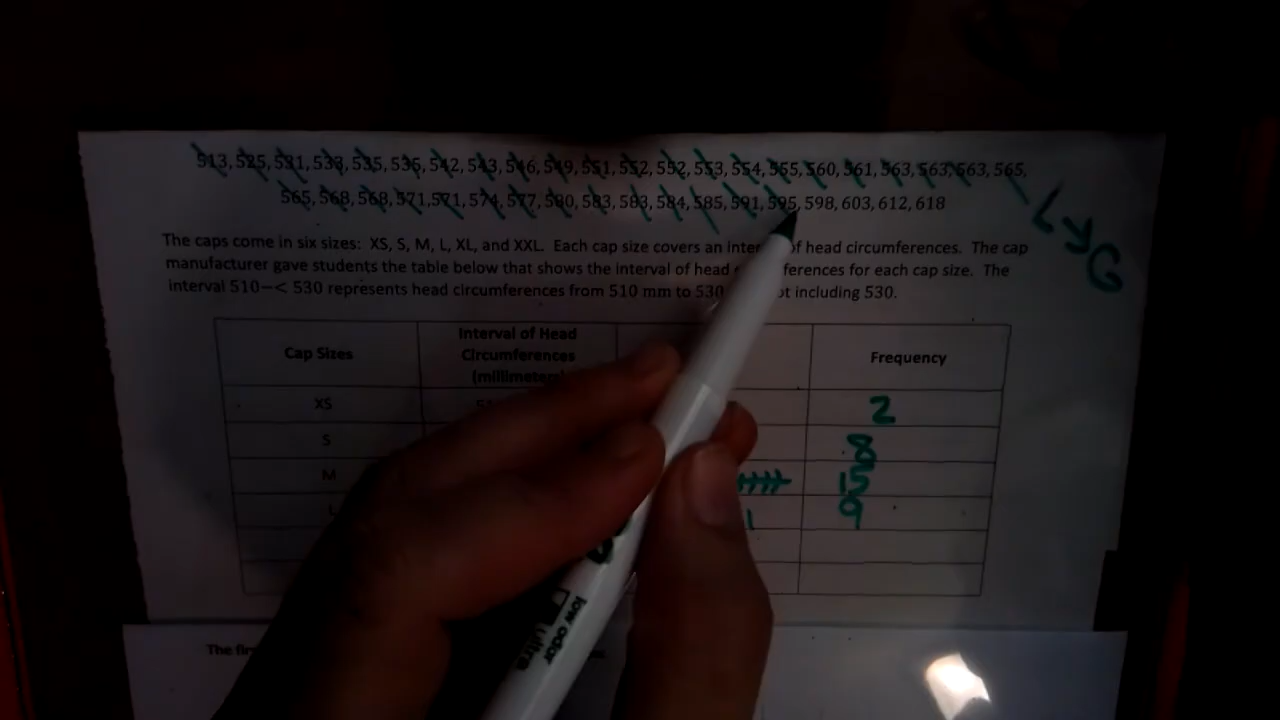 513, 525, 531, 533, 535, 535, 542, 543, 546, 549, 551, 552, 552, 553, 554, 555, 560, 561, 563, 563, 563, 565,
565, 568, 568, 571, 571, 574, 577, 580, 583, 583, 584, 585, 591, 595, 598, 603, 612, 618
L → G
The caps come in six sizes: XS, S, M, L, XL, and XXL. Each cap size covers an of head circumferences. The cap
manufacturer gave students the table below that shows the interval of head for each cap size. The
interval 510−< 530 represents head circumferences from 510 mm to 530 including 530.
Cap Sizes
Interval of Head
Circumferences
Frequency
XS 2
S 8
M 15
L 9
The
low odor
ultra